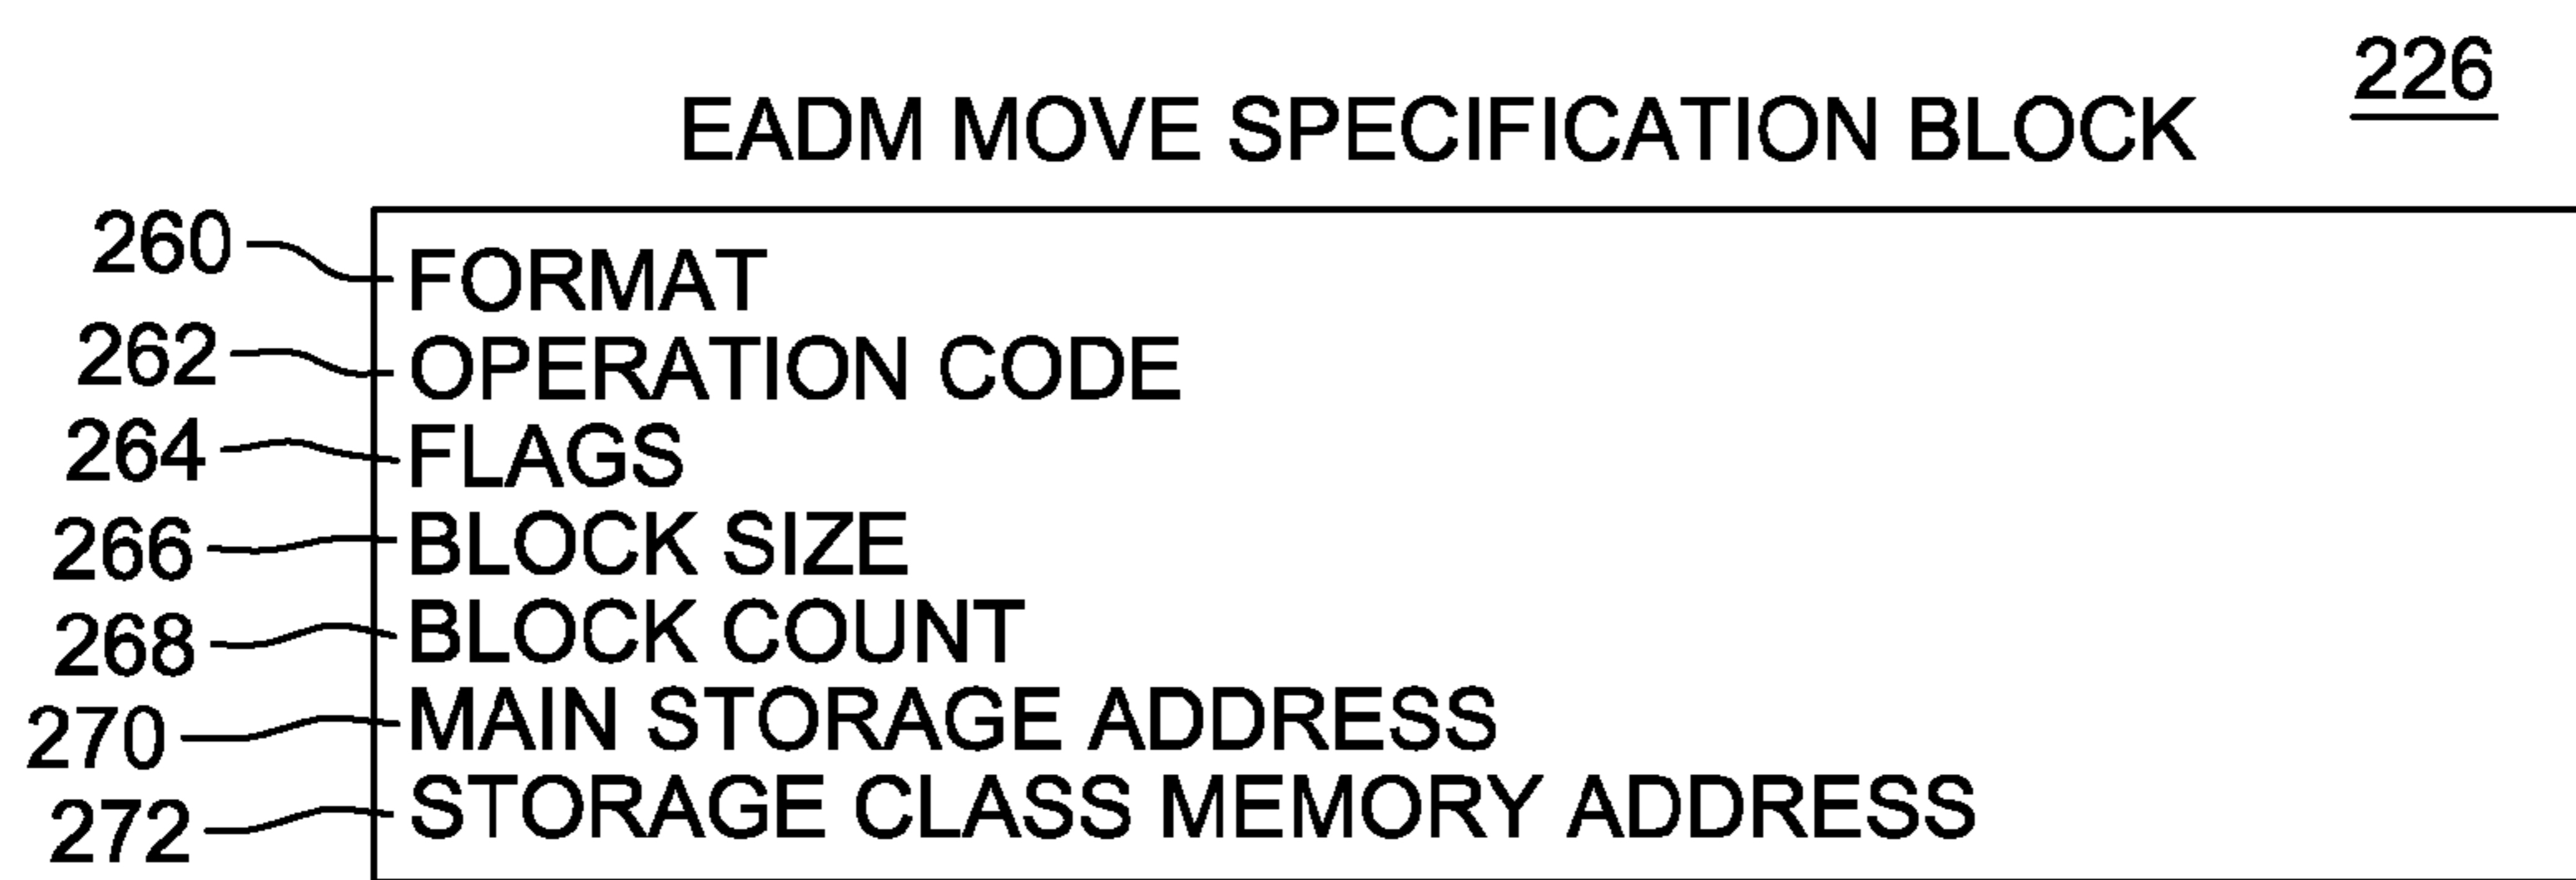 226
EADM MOVE SPECIFICATION BLOCK
260 FORMAT
262 OPERATION CODE
264 FLAGS
266 BLOCK SIZE
268 BLOCK COUNT
270 MAIN STORAGE ADDRESS
272 STORAGE CLASS MEMORY ADDRESS